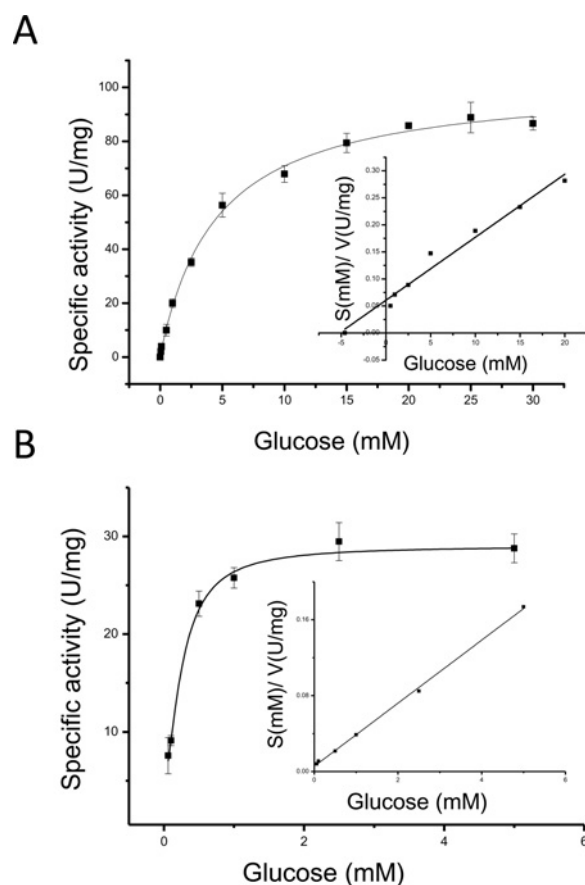 A
Specific activity (U/mg)
100
80
60
40
20
0
0 5 10 15 20 25 30
Glucose (mM)
S(mM)/ V(U/mg)
0.30
0.25
0.20
0.15
0.10
0.05
0.00
-0.05
-5 0 5 10 15 20
Glucose (mM)
B
Specific activity (U/mg)
30
20
10
0 2 4 6
Glucose (mM)
S(mM)/ V(U/mg)
0.16
0.08
0.00
0 2 4 6
Glucose (mM)